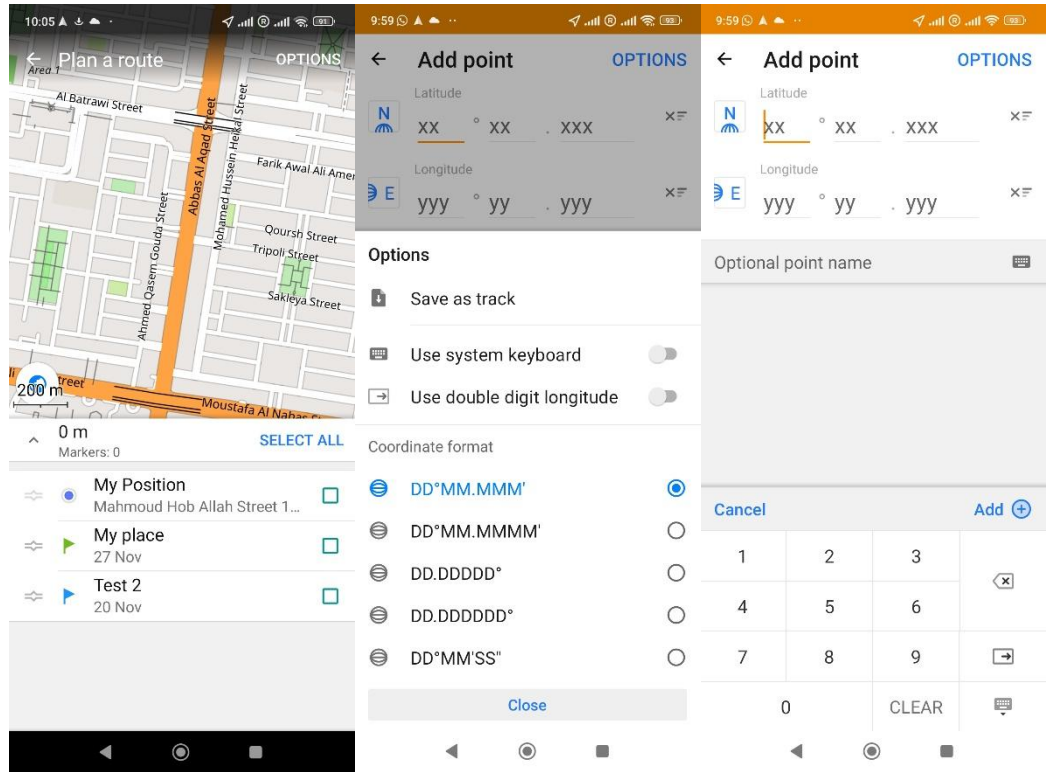 10:05
91
Plan a route
OPTIONS
Area 1
Al Batrawi Street
Abbas Al Aqad Street
Mohamed Hussein Heikal Street
Farik Awal Ali Amer
Ahmed Qasem Gouda Street
Qoursh Street
Tripoli Street
Sakleya Street
treet
200 m
Moustafa Al Nahas
0 m
Markers: 0
SELECT ALL
My Position
Mahmoud Hob Allah Street 1...
My place
27 Nov
Test 2
20 Nov
9:59
93
Add point
OPTIONS
Latitude
N
xx ° xx . xxx
Longitude
E
yyy ° yy . yyy
Options
Save as track
Use system keyboard
Use double digit longitude
Coordinate format
DD°MM.MMM'
DD°MM.MMMM'
DD.DDDDD°
DD.DDDDDD°
DD°MM'SS"
Close
9:59
93
Add point
OPTIONS
Latitude
N
xx ° xx . xxx
Longitude
E
yyy ° yy . yyy
Optional point name
Cancel
Add
1 2 3
4 5 6
7 8 9
0 CLEAR